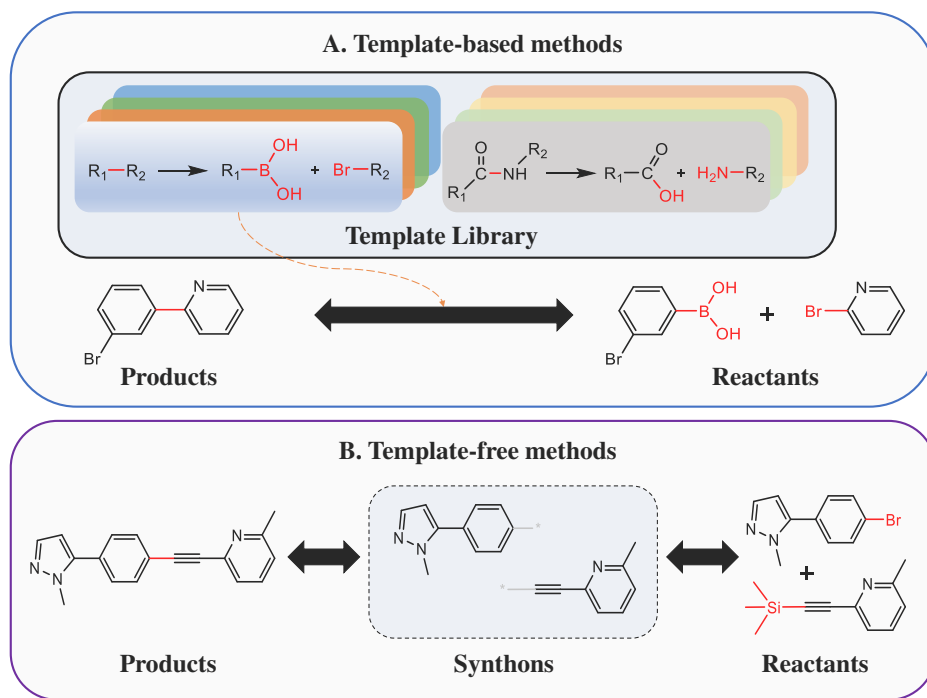 A. Template-based methods
R1—R2 → R1—B OH OH + Br—R2
O R2 C NH R1 → O R1 C OH + H2N—R2
Template Library
N Br
B OH OH Br + Br N
Products Reactants
B. Template-free methods
N N * N N N * N N Br + Si N
N N
Products Synthons Reactants